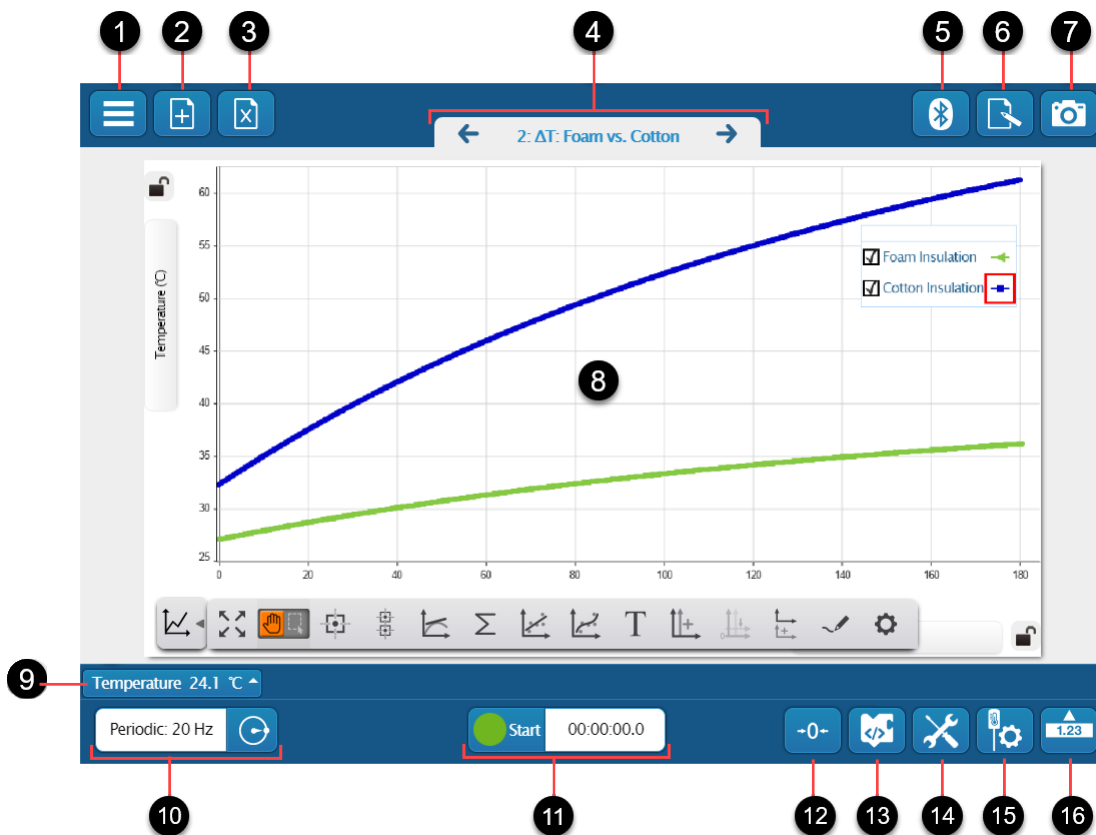 1 2 3 4 5 6 7
2: ΔT: Foam vs. Cotton
Temperature (℃)
60
55
50
45
40
35
30
25
Foam Insulation
Cotton Insulation
8
0 20 40 60 80 100 120 140 160 180
Σ T
0
9 Temperature 24.1 ℃
Periodic: 20 Hz Start 00:00:00.0 →0← </> 1.23
10 11 12 13 14 15 16